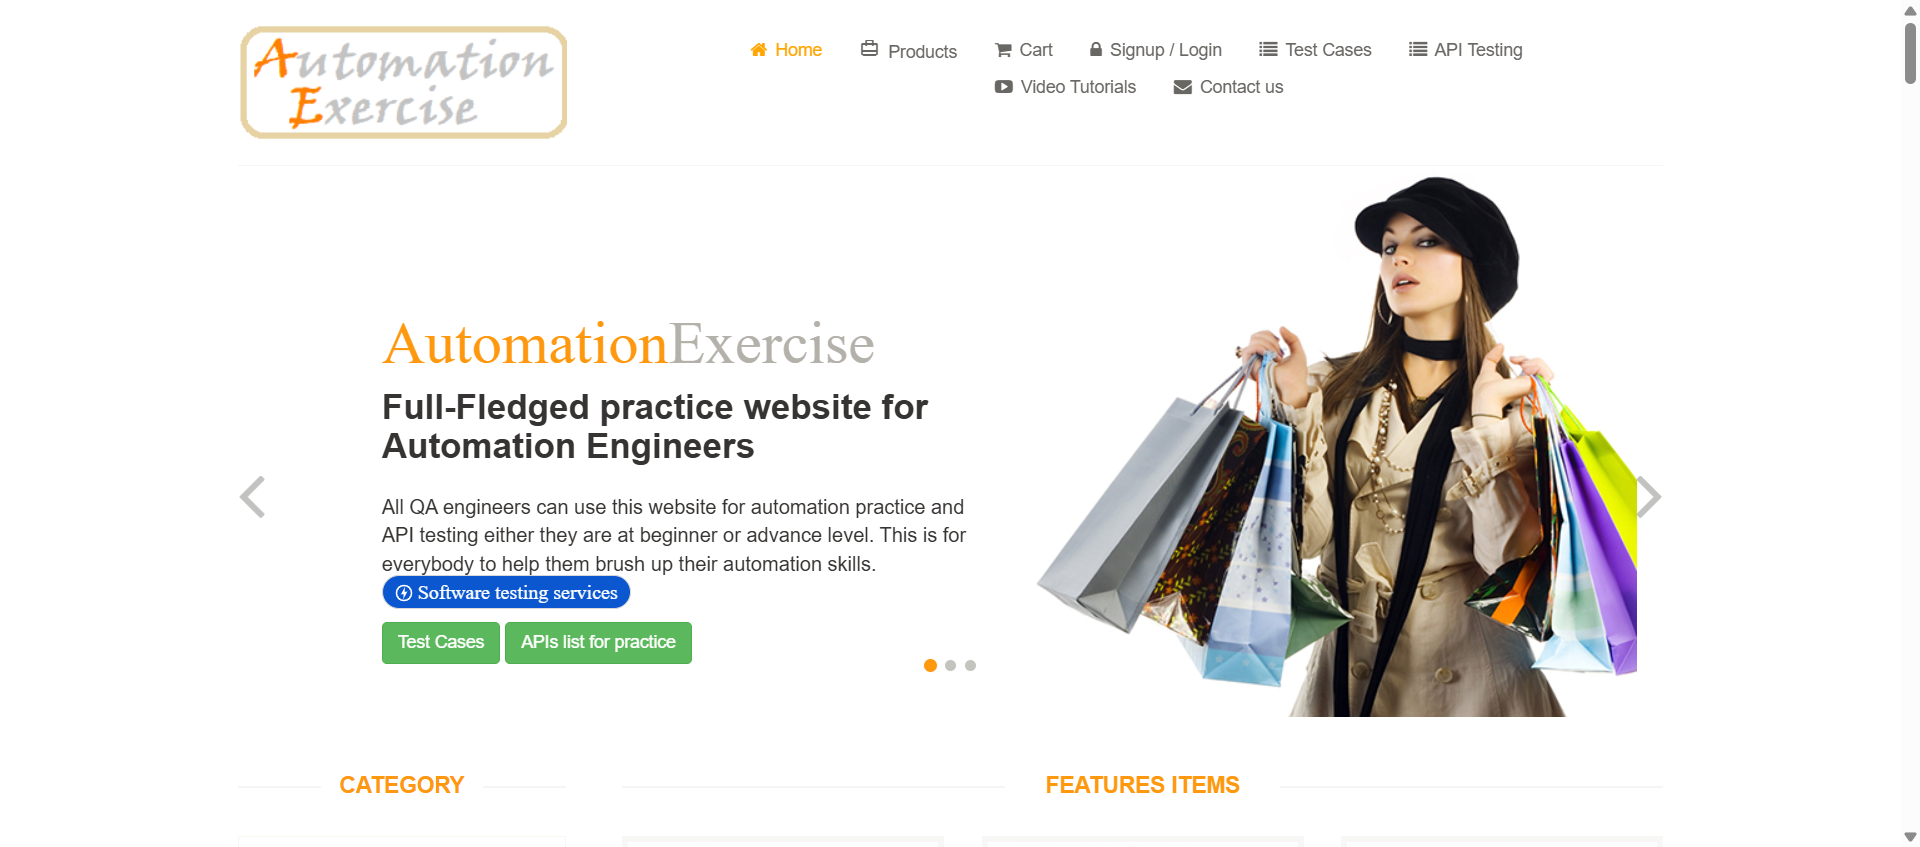 Automation
Exercise
Home Products Cart Signup / Login Test Cases API Testing
Video Tutorials Contact us
AutomationExercise
Full-Fledged practice website for
Automation Engineers
All QA engineers can use this website for automation practice and
API testing either they are at beginner or advance level. This is for
everybody to help them brush up their automation skills.
Software testing services
Test Cases APIs list for practice
CATEGORY FEATURES ITEMS